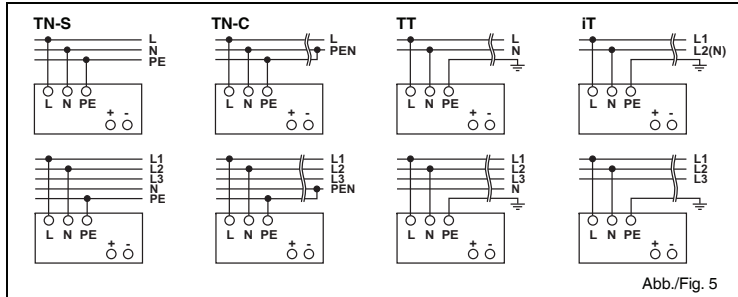 TN-S TN-C TT iT
L L L L1
N PEN N L2(N)
PE
L N PE L N PE L N PE L N PE
+ - + - + - + -
L1 L1 L1 L1
L2 L2 L2 L2
L3 L3 L3 L3
N PEN N
PE
L N PE L N PE L N PE L N PE
+ - + - + - + -
Abb./Fig. 5